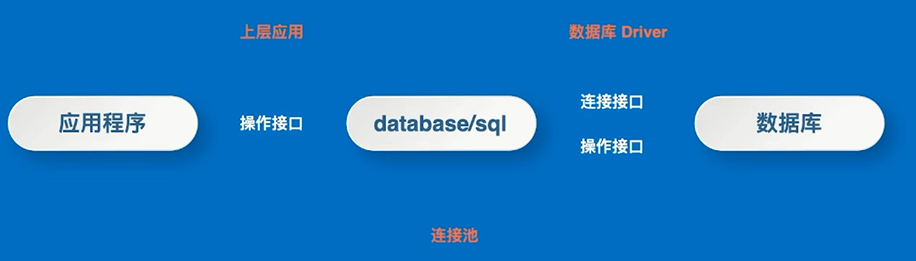 上层应用
数据库 Driver
应用程序
操作接口
database/sql
连接接口
操作接口
数据库
连接池